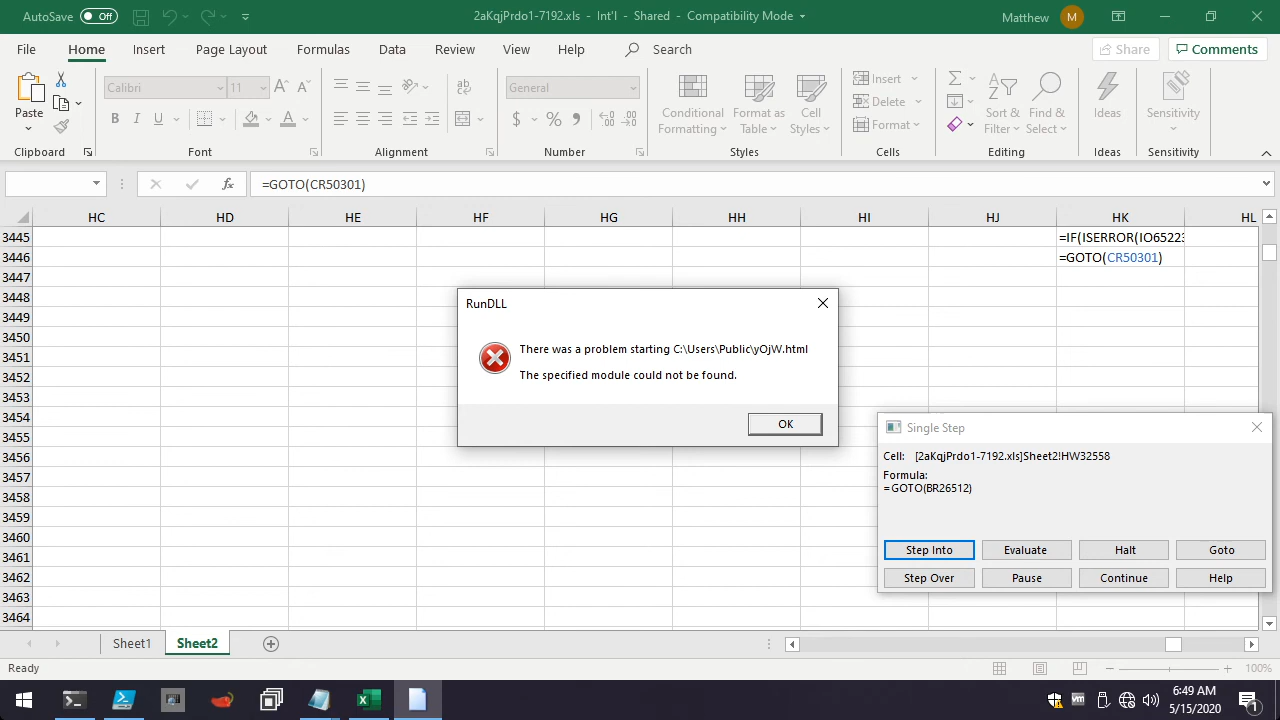 AutoSave Off 2aKqjPrdo1-7192.xls - Int'l - Shared - Compatibility Mode Matthew M
File Home Insert Page Layout Formulas Data Review View Help Search Share Comments
Paste
Calibri 11
B I U
General
$ % ,
Conditional Formatting
Format as Table
Cell Styles
Insert
Delete
Format
Sort & Filter
Find & Select
Ideas
Sensitivity
Clipboard Font Alignment Number Styles Cells Editing Ideas Sensitivity
fx =GOTO(CR50301)
HC HD HE HF HG HH HI HJ HK HL
3445 =IF(ISERROR(IO65223
3446 =GOTO(CR50301)
3447
3448
3449
3450
3451
3452
3453
3454
3455
3456
3457
3458
3459
3460
3461
3462
3463
3464
RunDLL
There was a problem starting C:\Users\Public\yOjW.html
The specified module could not be found.
OK
Single Step
Cell: [2aKqjPrdo1-7192.xls]Sheet2!HW32558
Formula:
=GOTO(BR26512)
Step Into Evaluate Halt Goto
Step Over Pause Continue Help
Sheet1 Sheet2
Ready 100%
6:49 AM
5/15/2020
1